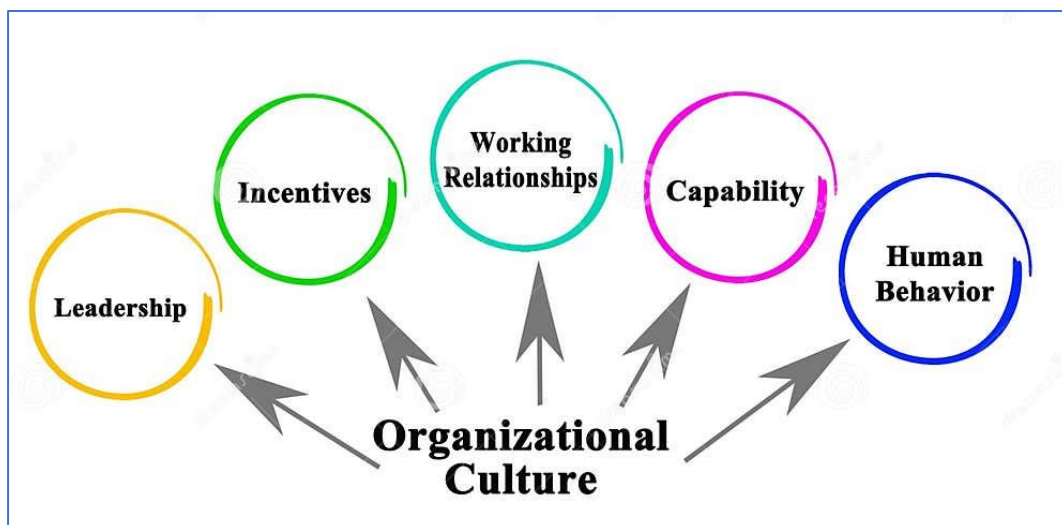 Leadership
Incentives
Working
Relationships
Capability
Human
Behavior
Organizational
Culture